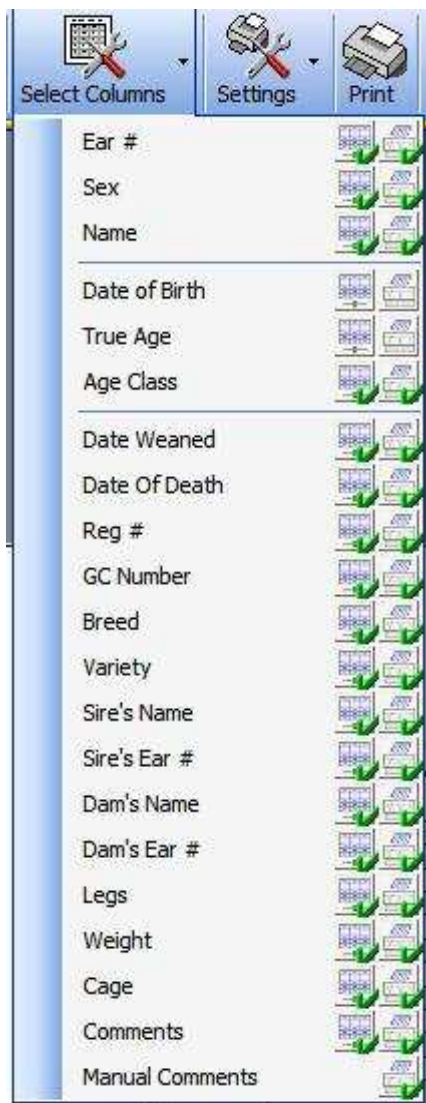 Select Columns Settings Print
Ear #
Sex
Name
Date of Birth
True Age
Age Class
Date Weaned
Date Of Death
Reg #
GC Number
Breed
Variety
Sire's Name
Sire's Ear #
Dam's Name
Dam's Ear #
Legs
Weight
Cage
Comments
Manual Comments